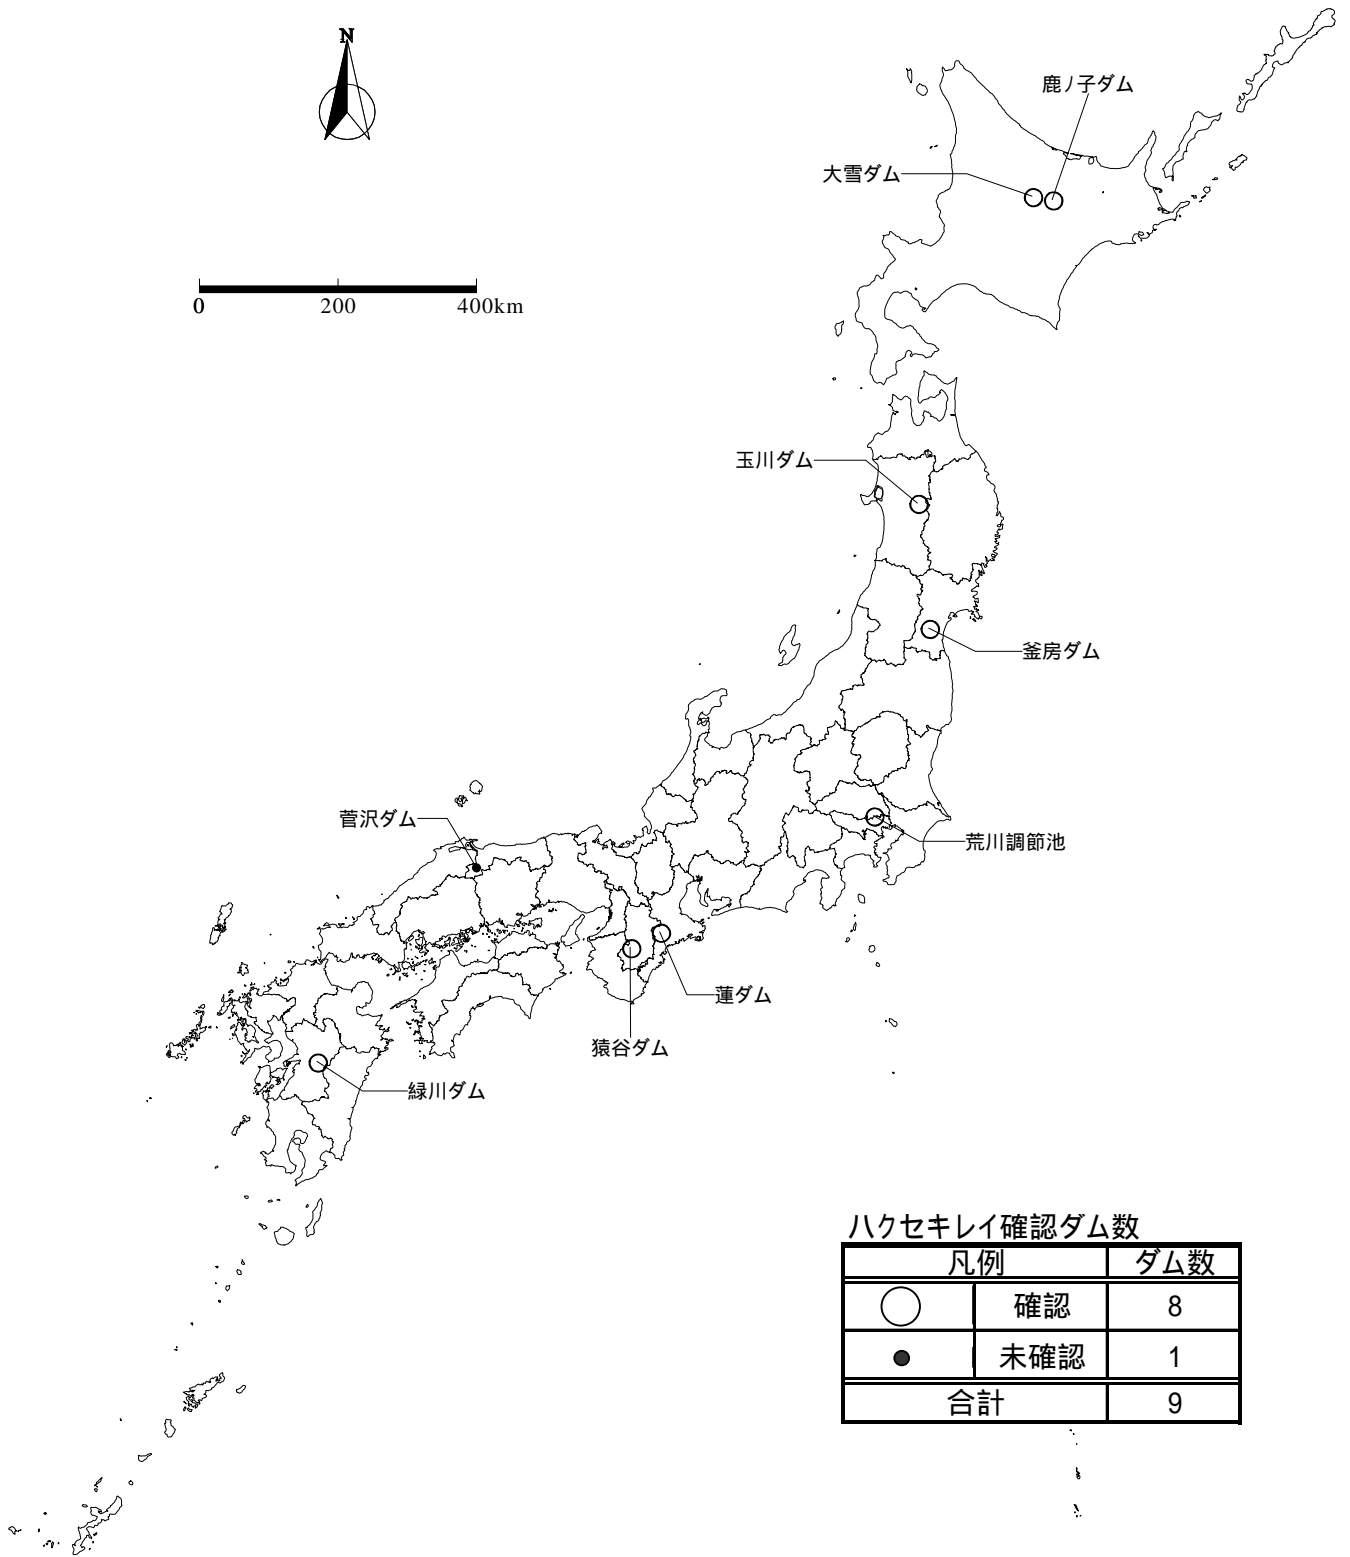 N
鹿ノ子ダム
大雪ダム
0 200 400km
玉川ダム
釜房ダム
菅沢ダム
荒川調節池
蓮ダム
猿谷ダム
緑川ダム
ハクセキレイ確認ダム数
凡例 ダム数
確認 8
未確認 1
合計 9